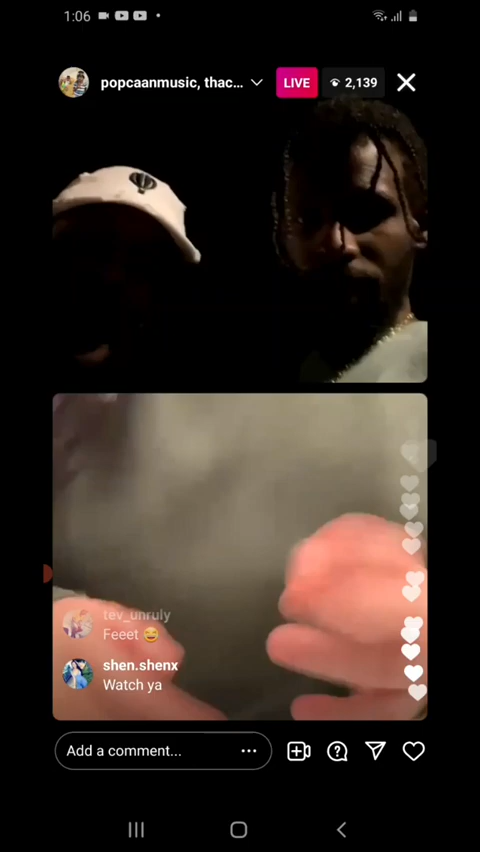 1:06
popcaanmusic, thac...
LIVE
2,139
tev_unruly
Feeet 😂
shen.shenx
Watch ya
Add a comment...